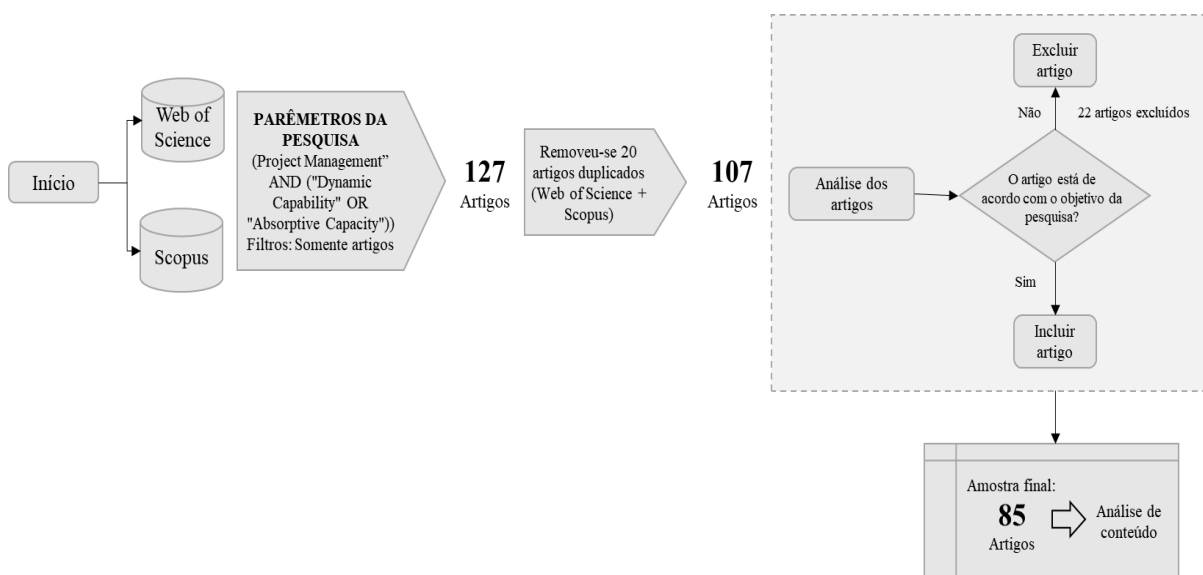 Início
Web of
Science
Scopus
PARÊMETROS DA
PESQUISA
(Project Management”
AND ("Dynamic
Capability" OR
"Absorptive Capacity"))
Filtros: Somente artigos
127
Artigos
Removeu-se 20
artigos duplicados
(Web of Science +
Scopus)
107
Artigos
Análise dos
artigos
Excluir
artigo
Não
22 artigos excluídos
O artigo está de
acordo com o objetivo da
pesquisa?
Sim
Incluir
artigo
Amostra final:
85
Artigos
Análise de
conteúdo